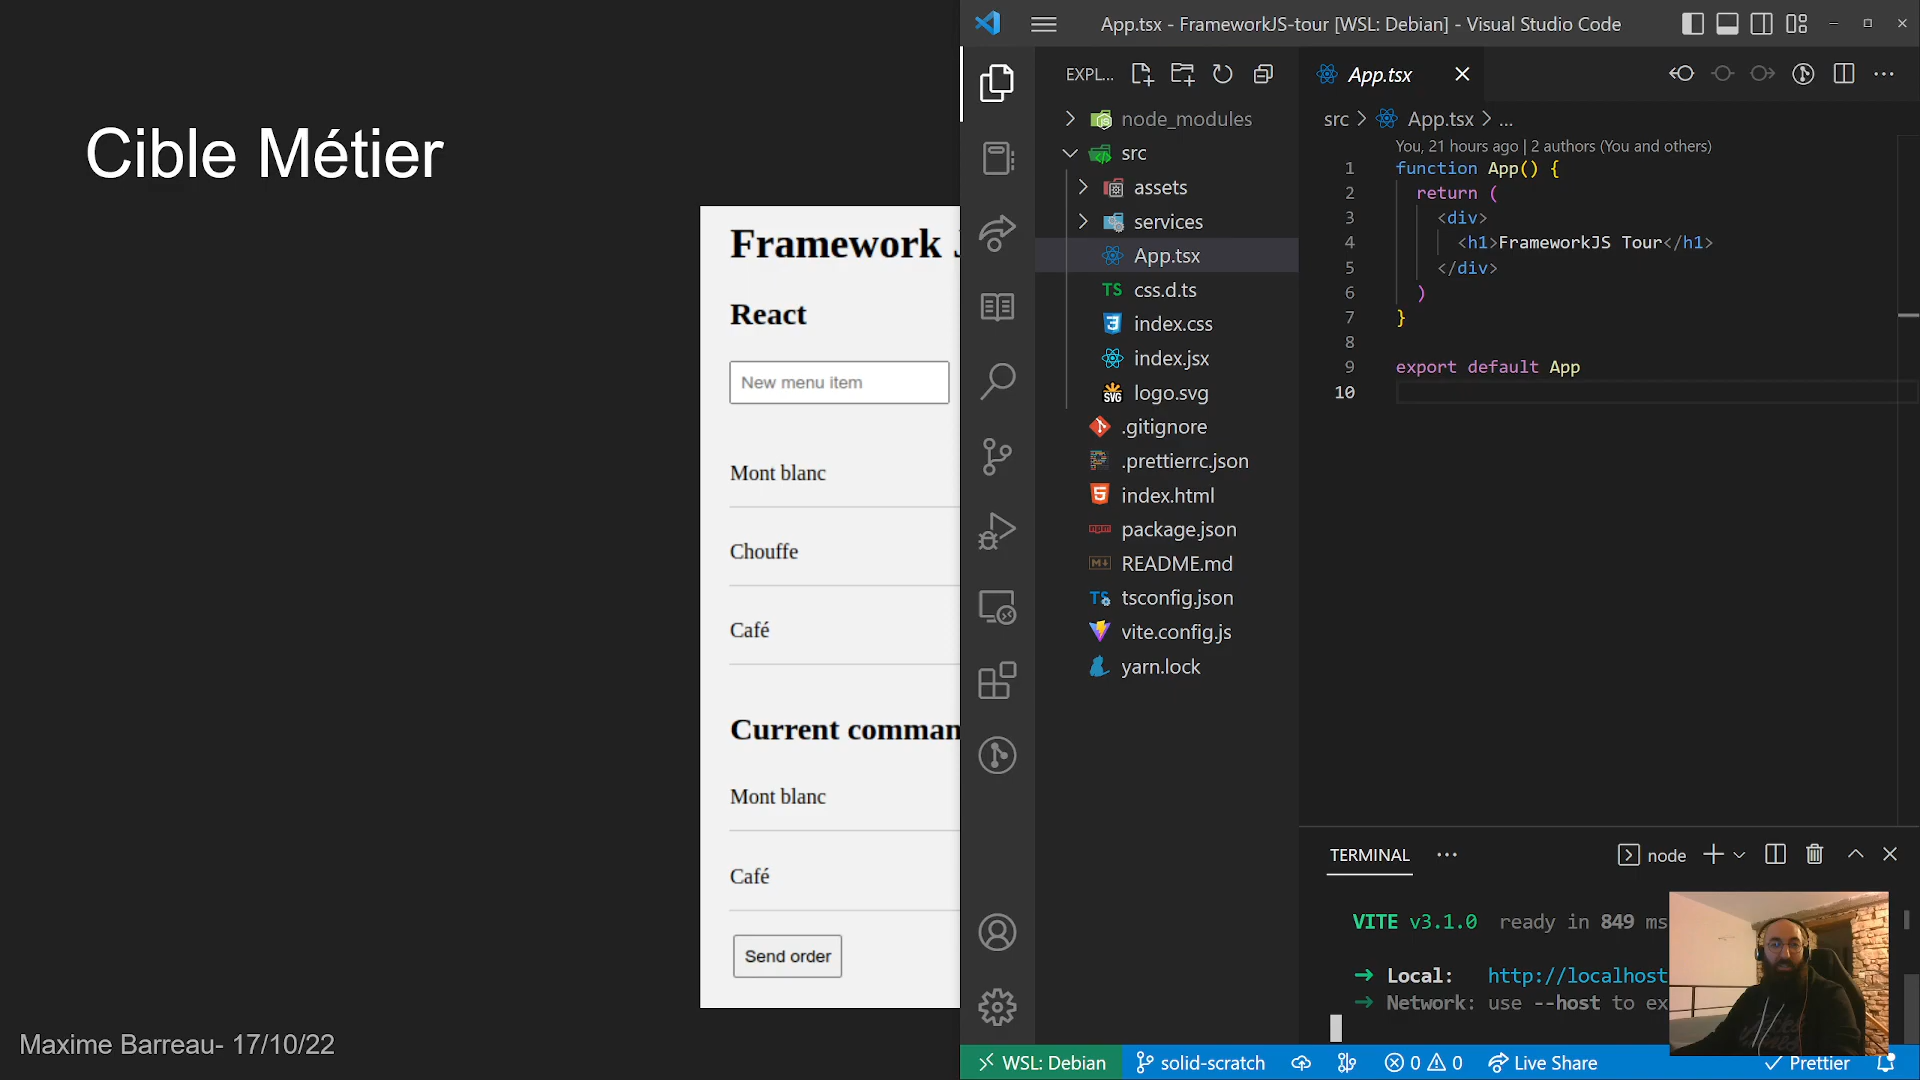 Cible Métier
Framework J
React
New menu item
Mont blanc
Chouffe
Café
Current comman
Mont blanc
Café
Send order
Maxime Barreau- 17/10/22
App.tsx - FrameworkJS-tour [WSL: Debian] - Visual Studio Code
EXPL...
node_modules
src
assets
services
App.tsx
css.d.ts
index.css
index.jsx
logo.svg
.gitignore
.prettierrc.json
index.html
package.json
README.md
tsconfig.json
vite.config.js
yarn.lock
App.tsx
src > App.tsx > ...
You, 21 hours ago | 2 authors (You and others)
1 function App() {
2 return (
3 <div>
4 <h1>FrameworkJS Tour</h1>
5 </div>
6 )
7 }
8
9 export default App
10
TERMINAL
node
VITE v3.1.0 ready in 849 ms
➜ Local: http://localhost
➜ Network: use --host to ex
WSL: Debian
solid-scratch
0
0
Live Share
Prettier